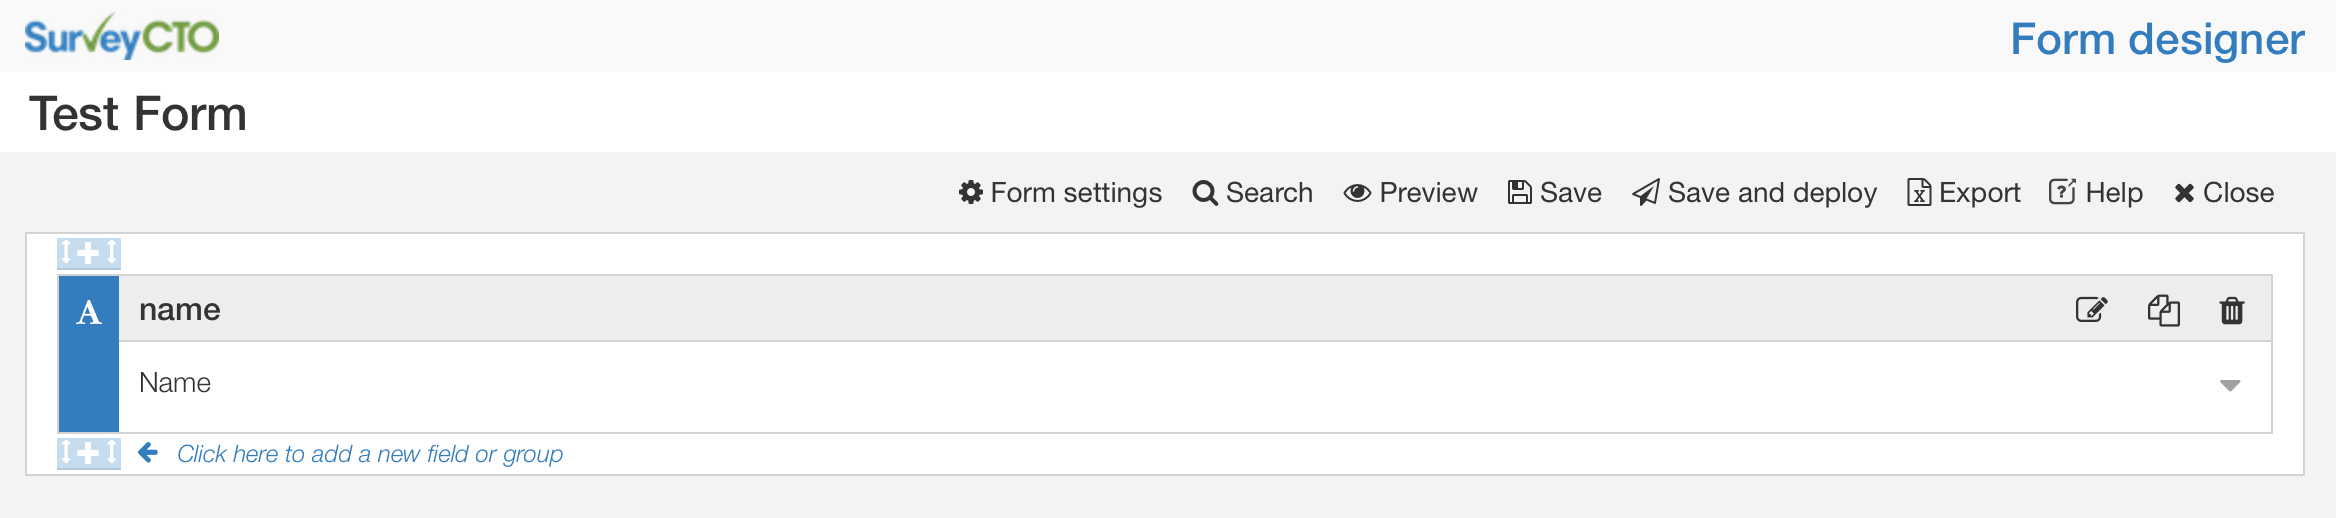 SurveyCTO
Form designer
Test Form
Form settings Search Preview Save Save and deploy Export Help Close
A name
Name
Click here to add a new field or group